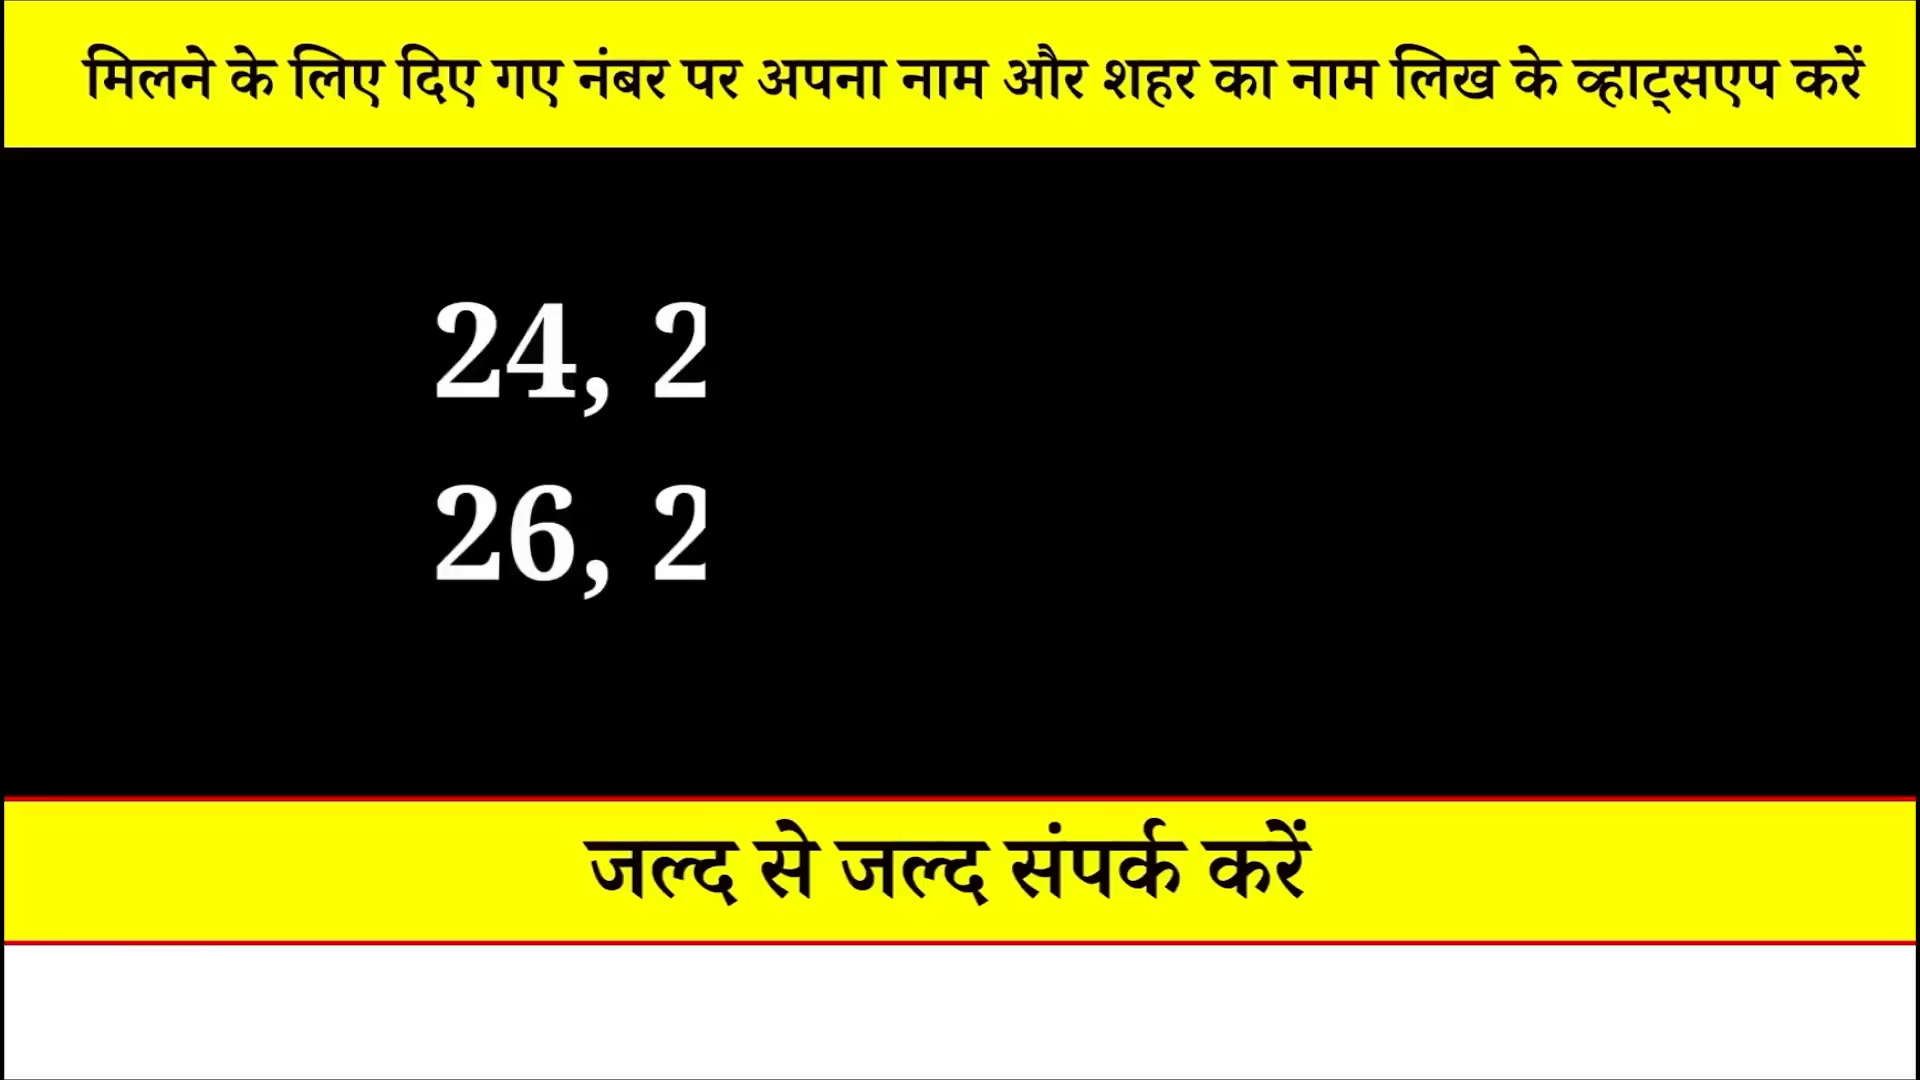 मिलने के लिए दिए गए नंबर पर अपना नाम और शहर का नाम लिख के व्हाट्सएप करें
24, 2
26, 2
जल्द से जल्द संपर्क करें